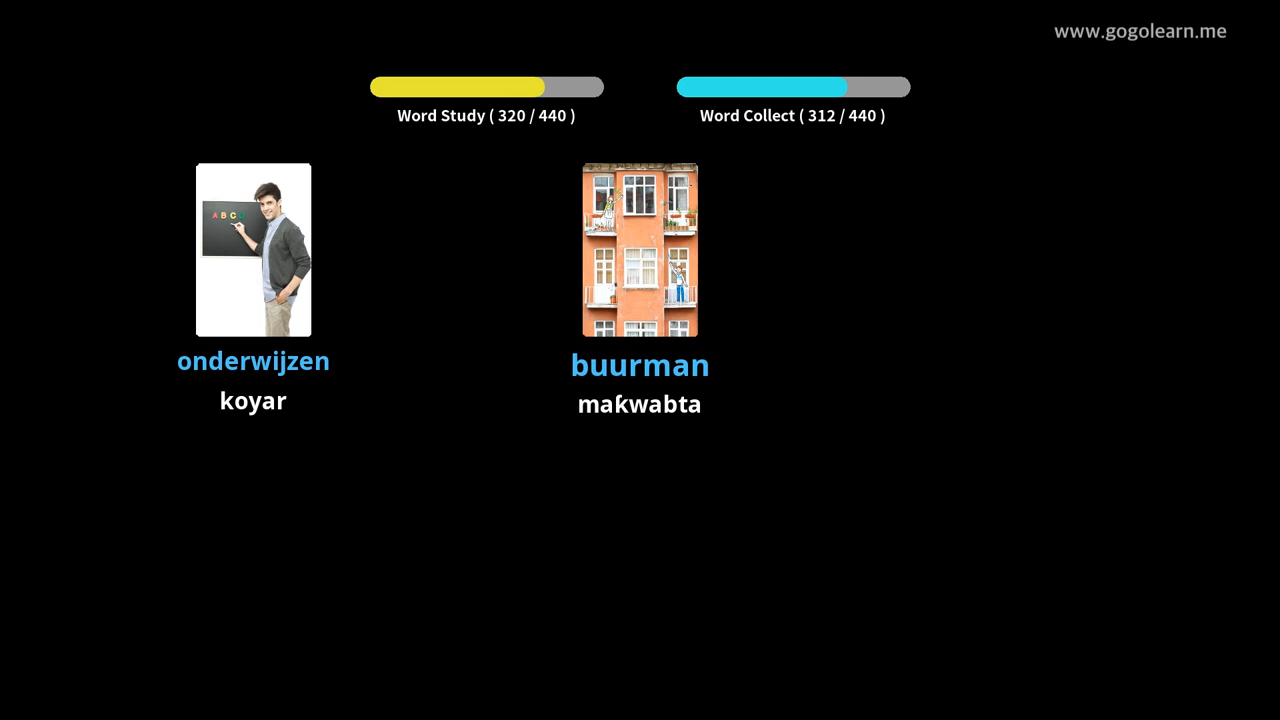 www.gogolearn.me
Word Study ( 320 / 440 )
Word Collect ( 312 / 440 )
A B C D
onderwijzen
koyar
buurman
maƙwabta